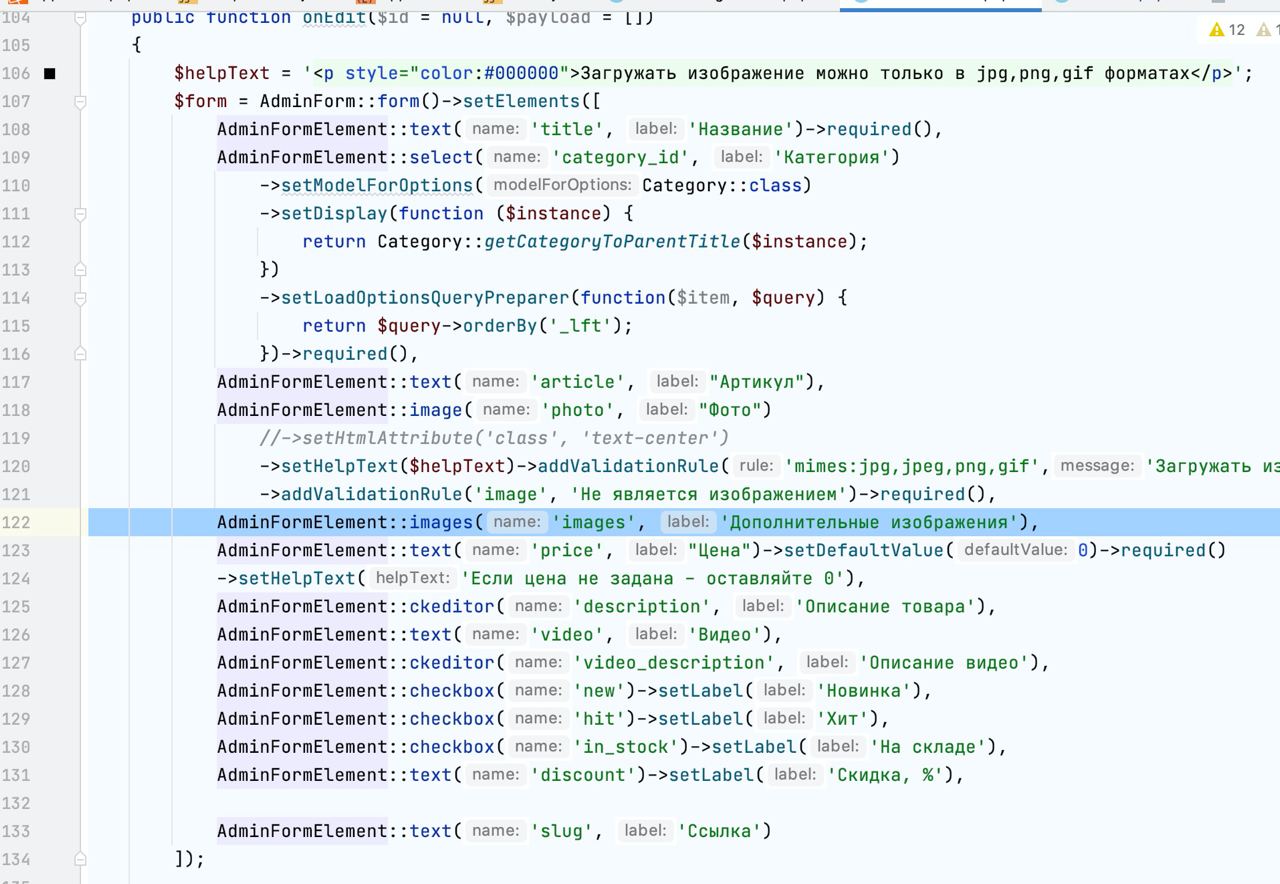 104 public function onEdit($id = null, $payload = [])
12
105 {
106 $helpText = '<p style="color:#000000">Загружать изображение можно только в jpg,png,gif форматах</p>';
107 $form = AdminForm::form()->setElements([
108 AdminFormElement::text( name: 'title', label: 'Название')->required(),
109 AdminFormElement::select( name: 'category_id', label: 'Категория')
110 ->setModelForOptions( modelForOptions: Category::class)
111 ->setDisplay(function ($instance) {
112 return Category::getCategoryToParentTitle($instance);
113 })
114 ->setLoadOptionsQueryPreparer(function($item, $query) {
115 return $query->orderBy('_lft');
116 })->required(),
117 AdminFormElement::text( name: 'article', label: "Артикул"),
118 AdminFormElement::image( name: 'photo', label: "Фото")
119 //->setHtmlAttribute('class', 'text-center')
120 ->setHelpText($helpText)->addValidationRule( rule: 'mimes:jpg,jpeg,png,gif', message: 'Загружать из
121 ->addValidationRule('image', 'Не является изображением')->required(),
122 AdminFormElement::images( name: 'images', label: 'Дополнительные изображения'),
123 AdminFormElement::text( name: 'price', label: "Цена")->setDefaultValue( defaultValue: 0)->required()
124 ->setHelpText( helpText: 'Если цена не задана - оставляйте 0'),
125 AdminFormElement::ckeditor( name: 'description', label: 'Описание товара'),
126 AdminFormElement::text( name: 'video', label: 'Видео'),
127 AdminFormElement::ckeditor( name: 'video_description', label: 'Описание видео'),
128 AdminFormElement::checkbox( name: 'new')->setLabel( label: 'Новинка'),
129 AdminFormElement::checkbox( name: 'hit')->setLabel( label: 'Хит'),
130 AdminFormElement::checkbox( name: 'in_stock')->setLabel( label: 'На складе'),
131 AdminFormElement::text( name: 'discount')->setLabel( label: 'Скидка, %'),
132
133 AdminFormElement::text( name: 'slug', label: 'Ссылка')
134 ]);